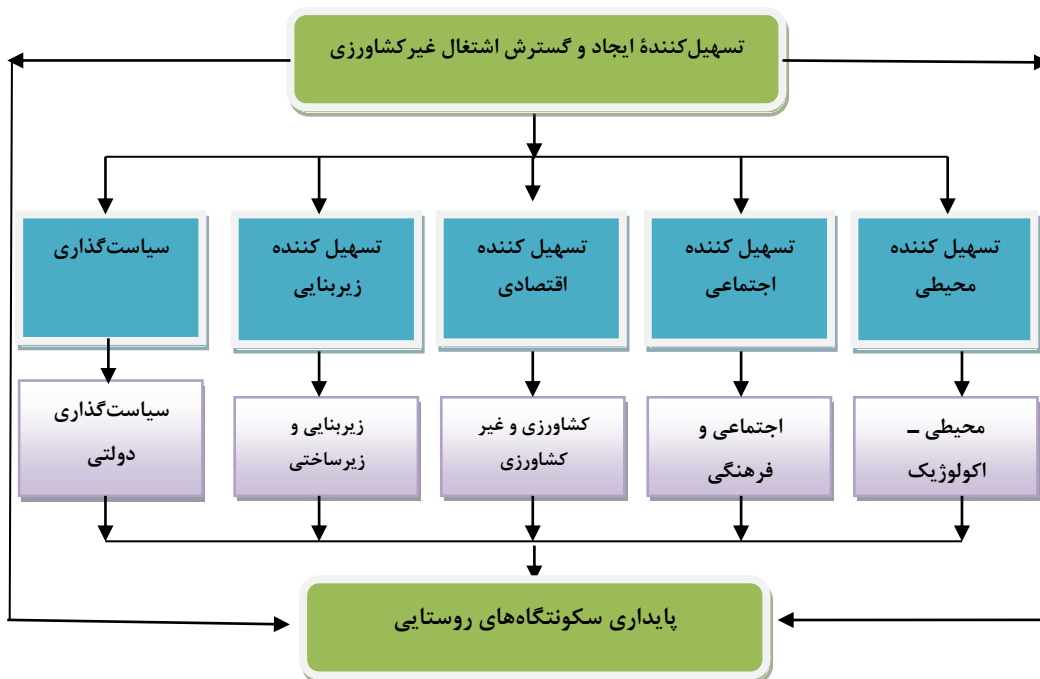 تسهیل‌کنندهٔ ایجاد و گسترش اشتغال غیرکشاورزی
تسهیل کننده
محیطی
تسهیل کننده
اجتماعی
تسهیل کننده
اقتصادی
تسهیل کننده
زیربنایی
سیاست‌گذاری
محیطی –
اکولوژیک
اجتماعی و
فرهنگی
کشاورزی و غیر
کشاورزی
زیربنایی و
زیرساختی
سیاست‌گذاری
دولتی
پایداری سکونتگاه‌های روستایی